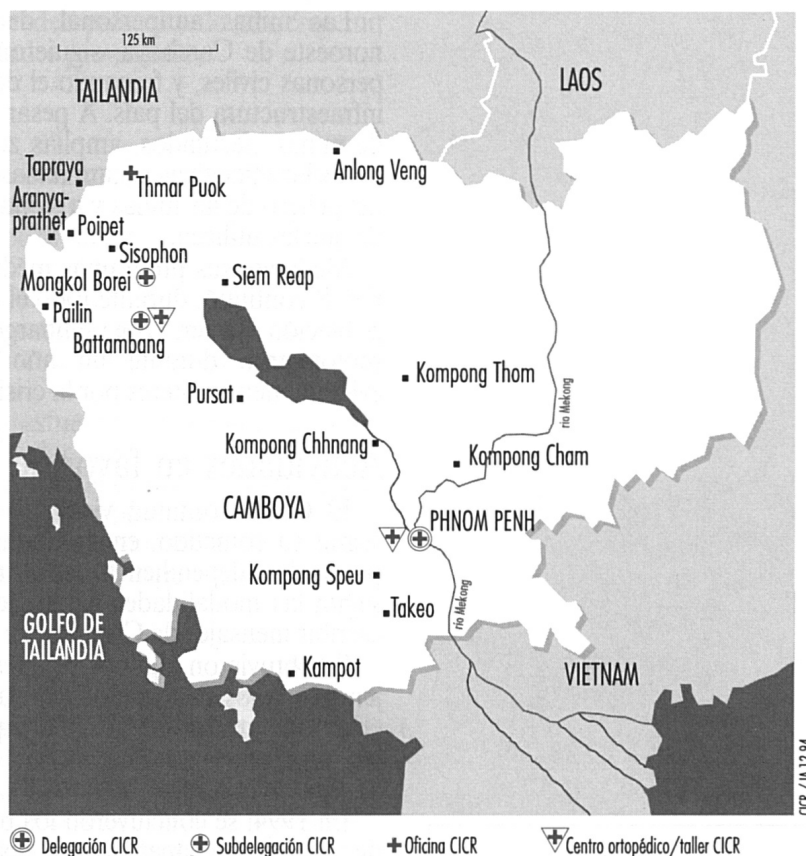 125 km
TAILANDIA
LAOS
Anlong Veng
Tapraya
Thmar Puok
Aranya-
prathet
Poipet
Sisophon
Mongkol Borei
Siem Reap
Pailin
Battambang
Kompong Thom
Pursat
río Mekong
Kompong Chhnang
Kompong Cham
CAMBOYA
PHNOM PENH
Kompong Speu
Takeo
río Mekong
GOLFO DE
TAILANDIA
VIETNAM
Kampot
CICR / JA 12.94
Delegación CICR
Subdelegación CICR
Oficina CICR
Centro ortopédico/taller CICR